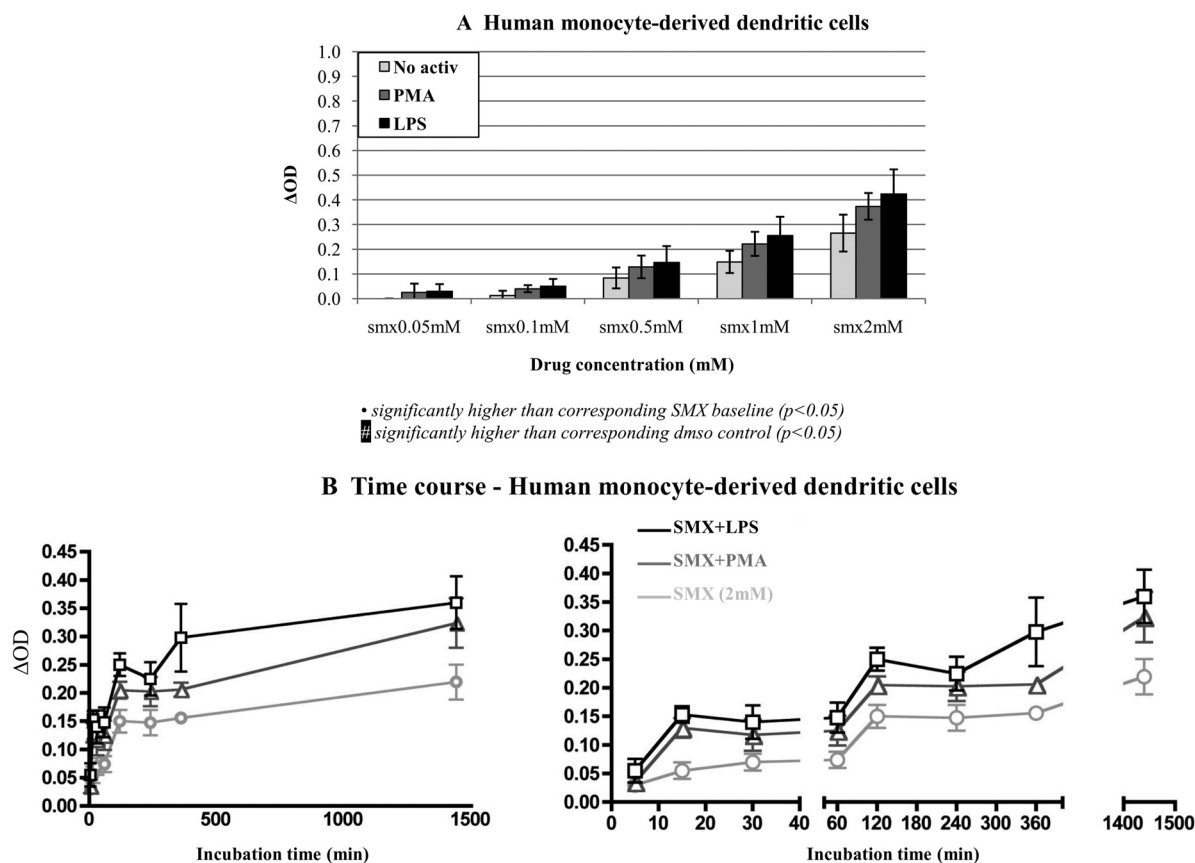 A Human monocyte-derived dendritic cells
1.0
0.9
0.8
0.7
0.6
0.5
0.4
0.3
0.2
0.1
0.0
ΔOD
No activ
PMA
LPS
smx0.05mM smx0.1mM smx0.5mM smx1mM smx2mM
Drug concentration (mM)
• significantly higher than corresponding SMX baseline (p<0.05)
# significantly higher than corresponding dmso control (p<0.05)
B Time course - Human monocyte-derived dendritic cells
0.45
0.40
0.35
0.30
0.25
0.20
0.15
0.10
0.05
0.00
ΔOD
0 500 1000 1500
Incubation time (min)
SMX+LPS
SMX+PMA
SMX (2mM)
0.45
0.40
0.35
0.30
0.25
0.20
0.15
0.10
0.05
0.00
0 10 20 30 40 60 120 240 360 1400 1500
Incubation time (min)